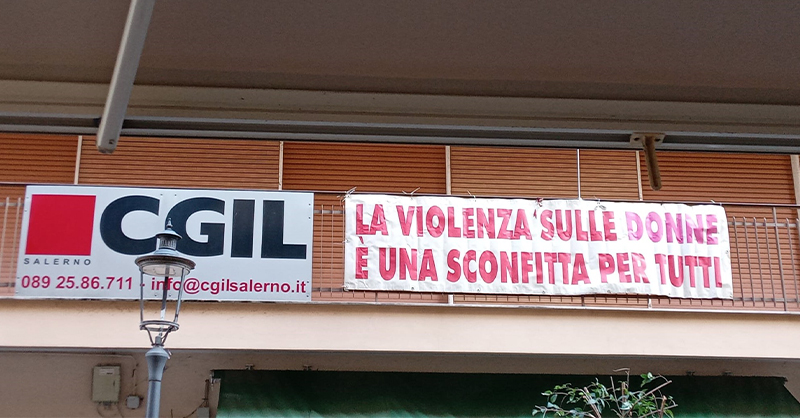 CGIL
SALERNO
089 25.86.711 - info@cgilsalerno.it
LA VIOLENZA SULLE DONNE
È UNA SCONFITTA PER TUTTI